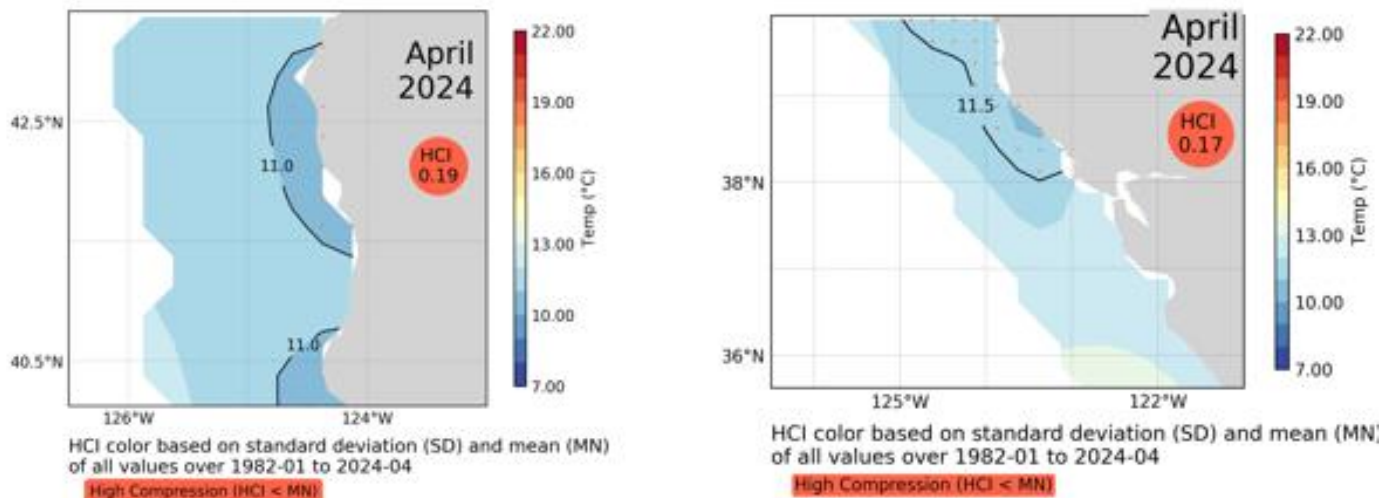 April
2024
HCI
0.19
42.5°N
11.0
11.0
40.5°N
126°W
124°W
22.00
19.00
16.00
13.00
10.00
7.00
Temp (°C)
HCI color based on standard deviation (SD) and mean (MN)
of all values over 1982-01 to 2024-04
High Compression (HCI < MN)
April
2024
HCI
0.17
11.5
38°N
36°N
125°W
122°W
22.00
19.00
16.00
13.00
10.00
7.00
Temp (°C)
HCI color based on standard deviation (SD) and mean (MN)
of all values over 1982-01 to 2024-04
High Compression (HCI < MN)